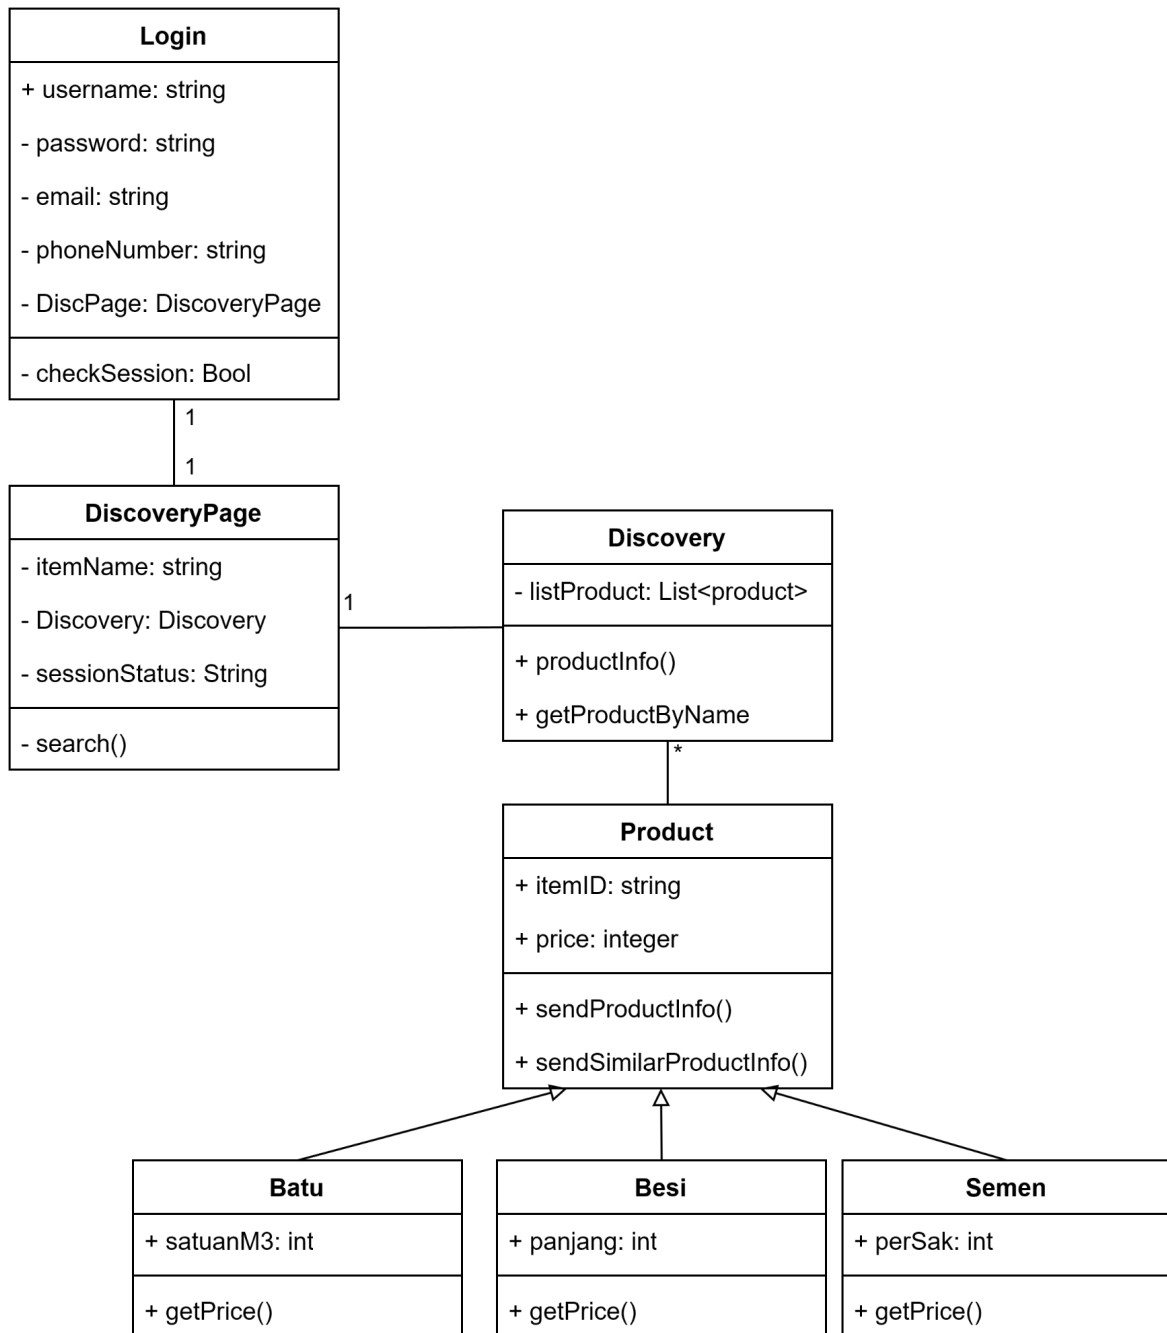 Login
+ username: string
- password: string
- email: string
- phoneNumber: string
- DiscPage: DiscoveryPage
- checkSession: Bool
1
1
DiscoveryPage
- itemName: string
- Discovery: Discovery
- sessionStatus: String
- search()
1
Discovery
- listProduct: List<product>
+ productInfo()
+ getProductByName
*
Product
+ itemID: string
+ price: integer
+ sendProductInfo()
+ sendSimilarProductInfo()
Batu
+ satuanM3: int
+ getPrice()
Besi
+ panjang: int
+ getPrice()
Semen
+ perSak: int
+ getPrice()